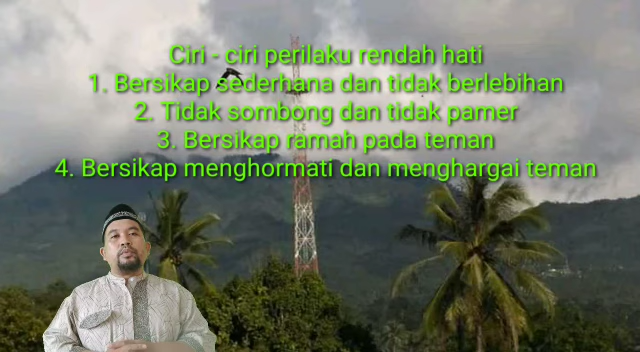 Ciri - ciri perilaku rendah hati
1. Bersikap sederhana dan tidak berlebihan
2. Tidak sombong dan tidak pamer
3. Bersikap ramah pada teman
4. Bersikap menghormati dan menghargai teman